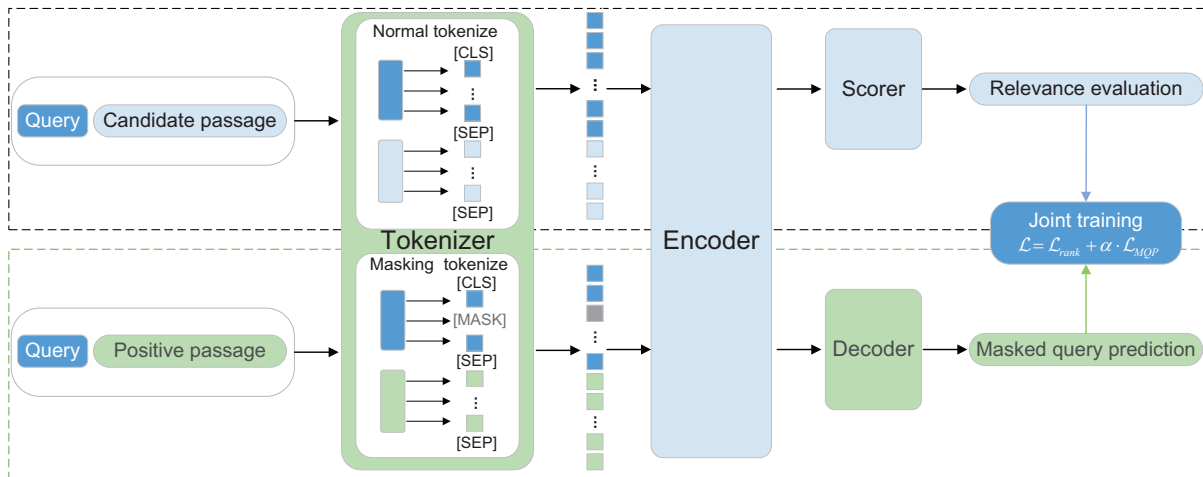 Normal tokenize
[CLS]
[SEP]
[SEP]
Query
Candidate passage
Scorer
Relevance evaluation
Tokenizer
Encoder
Joint training
ℒ = ℒ_rank + α · ℒ_MQP
Masking tokenize
[CLS]
[MASK]
[SEP]
[SEP]
Query
Positive passage
Decoder
Masked query prediction